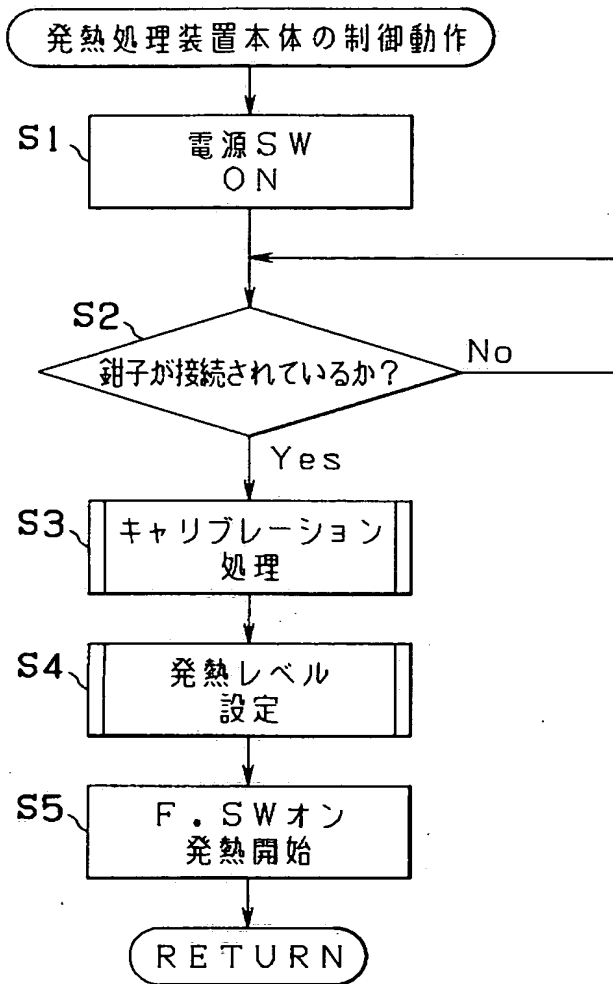 発熱処理装置本体の制御動作
S1
電源SW
ON
S2
鉗子が接続されているか?
No
Yes
S3
キャリブレーション
処理
S4
発熱レベル
設定
S5
F.SWオン
発熱開始
RETURN